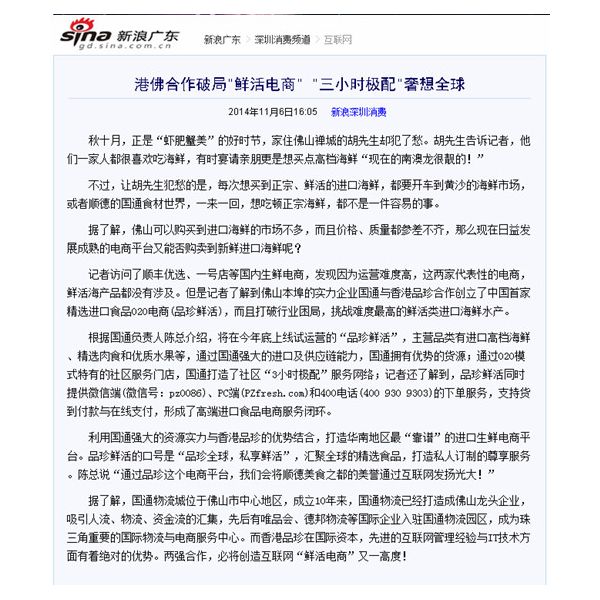 sina 新浪广东
gd.sina.com.cn
新浪广东 > 深圳消费频道 > 互联网
港佛合作破局"鲜活电商" "三小时极配"奢想全球
2014年11月6日16:05 新浪深圳消费
秋十月，正是“虾肥蟹美”的好时节，家住佛山禅城的胡先生却犯了愁。胡先生告诉记者，他
们一家人都很喜欢吃海鲜，有时宴请亲朋更是想买点高档海鲜“现在的南澳龙很靓的！”
不过，让胡先生犯愁的是，每次想买到正宗、鲜活的进口海鲜，都要开车到黄沙的海鲜市场，
或者顺德的国通食材世界，一来一回，想吃顿正宗海鲜，都不是一件容易的事。
据了解，佛山可以购买到进口海鲜的市场不多，而且价格、质量都参差不齐，那么现在日益发
展成熟的电商平台又能否购卖到新鲜进口海鲜呢？
记者访问了顺丰优选、一号店等国内生鲜电商，发现因为运营难度高，这两家代表性的电商，
鲜活海产品都没有涉及。但是记者了解到佛山本埠的实力企业国通与香港品珍合作创立了中国首家
精选进口食品O2O电商(品珍鲜活)，而且打破行业困局，挑战难度最高的鲜活类进口海鲜水产。
根据国通负责人陈总介绍，将在今年底上线试运营的“品珍鲜活”，主营品类有进口高档海鲜
、精选肉食和优质水果等，通过国通强大的进口及供应链能力，国通拥有优势的货源；通过O2O模
式特有的社区服务门店，国通打造了社区“3小时极配”服务网络；记者还了解到，品珍鲜活同时
提供微信端(微信号：pz0086)、PC端(PZfresh.com)和400电话(400 930 9303)的下单服务，支持货
到付款与在线支付，形成了高端进口食品电商服务闭环。
利用国通强大的资源实力与香港品珍的优势结合，打造华南地区最“靠谱”的进口生鲜电商平
台。品珍鲜活的口号是“品珍全球，私享鲜活”，汇聚全球的精选食品，打造私人订制的尊享服务
。陈总说“通过品珍这个电商平台，我们会将顺德美食之都的美誉通过互联网发扬光大！”
据了解，国通物流城位于佛山市中心地区，成立10年来，国通物流已经打造成佛山龙头企业，
吸引人流、物流、资金流的汇集，先后有唯品会、德邦物流等国际企业入驻国通物流园区，成为珠
三角重要的国际物流与电商服务中心。而香港品珍在国际资本，先进的互联网管理经验与IT技术方
面有着绝对的优势。两强合作，必将创造互联网“鲜活电商”又一高度！